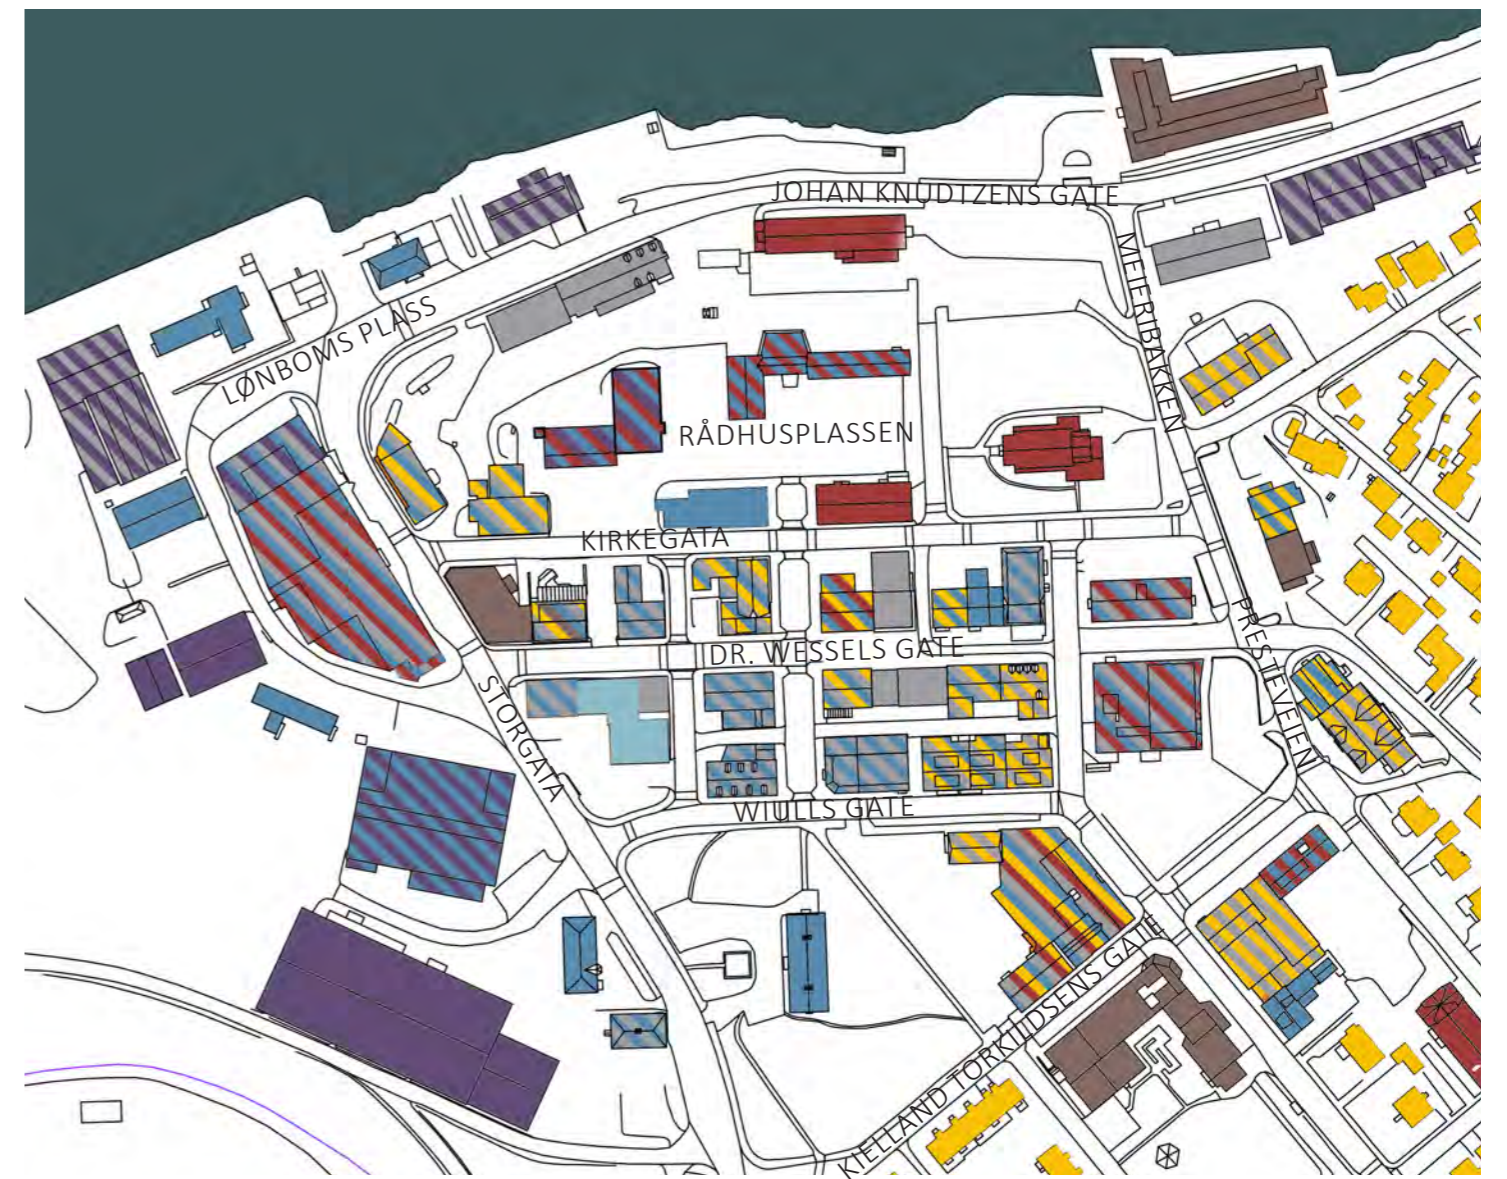 JOHAN KNUDTZENS GATE
MEIERIBAKKEN
LØNBOMS PLASS
RÅDHUSPLASSEN
KIRKEGATA
DR. WESSELS GATE
PRESTEVEIEN
STORGATA
WIULLS GATE
KIELLAND TORKILDSENS GATE